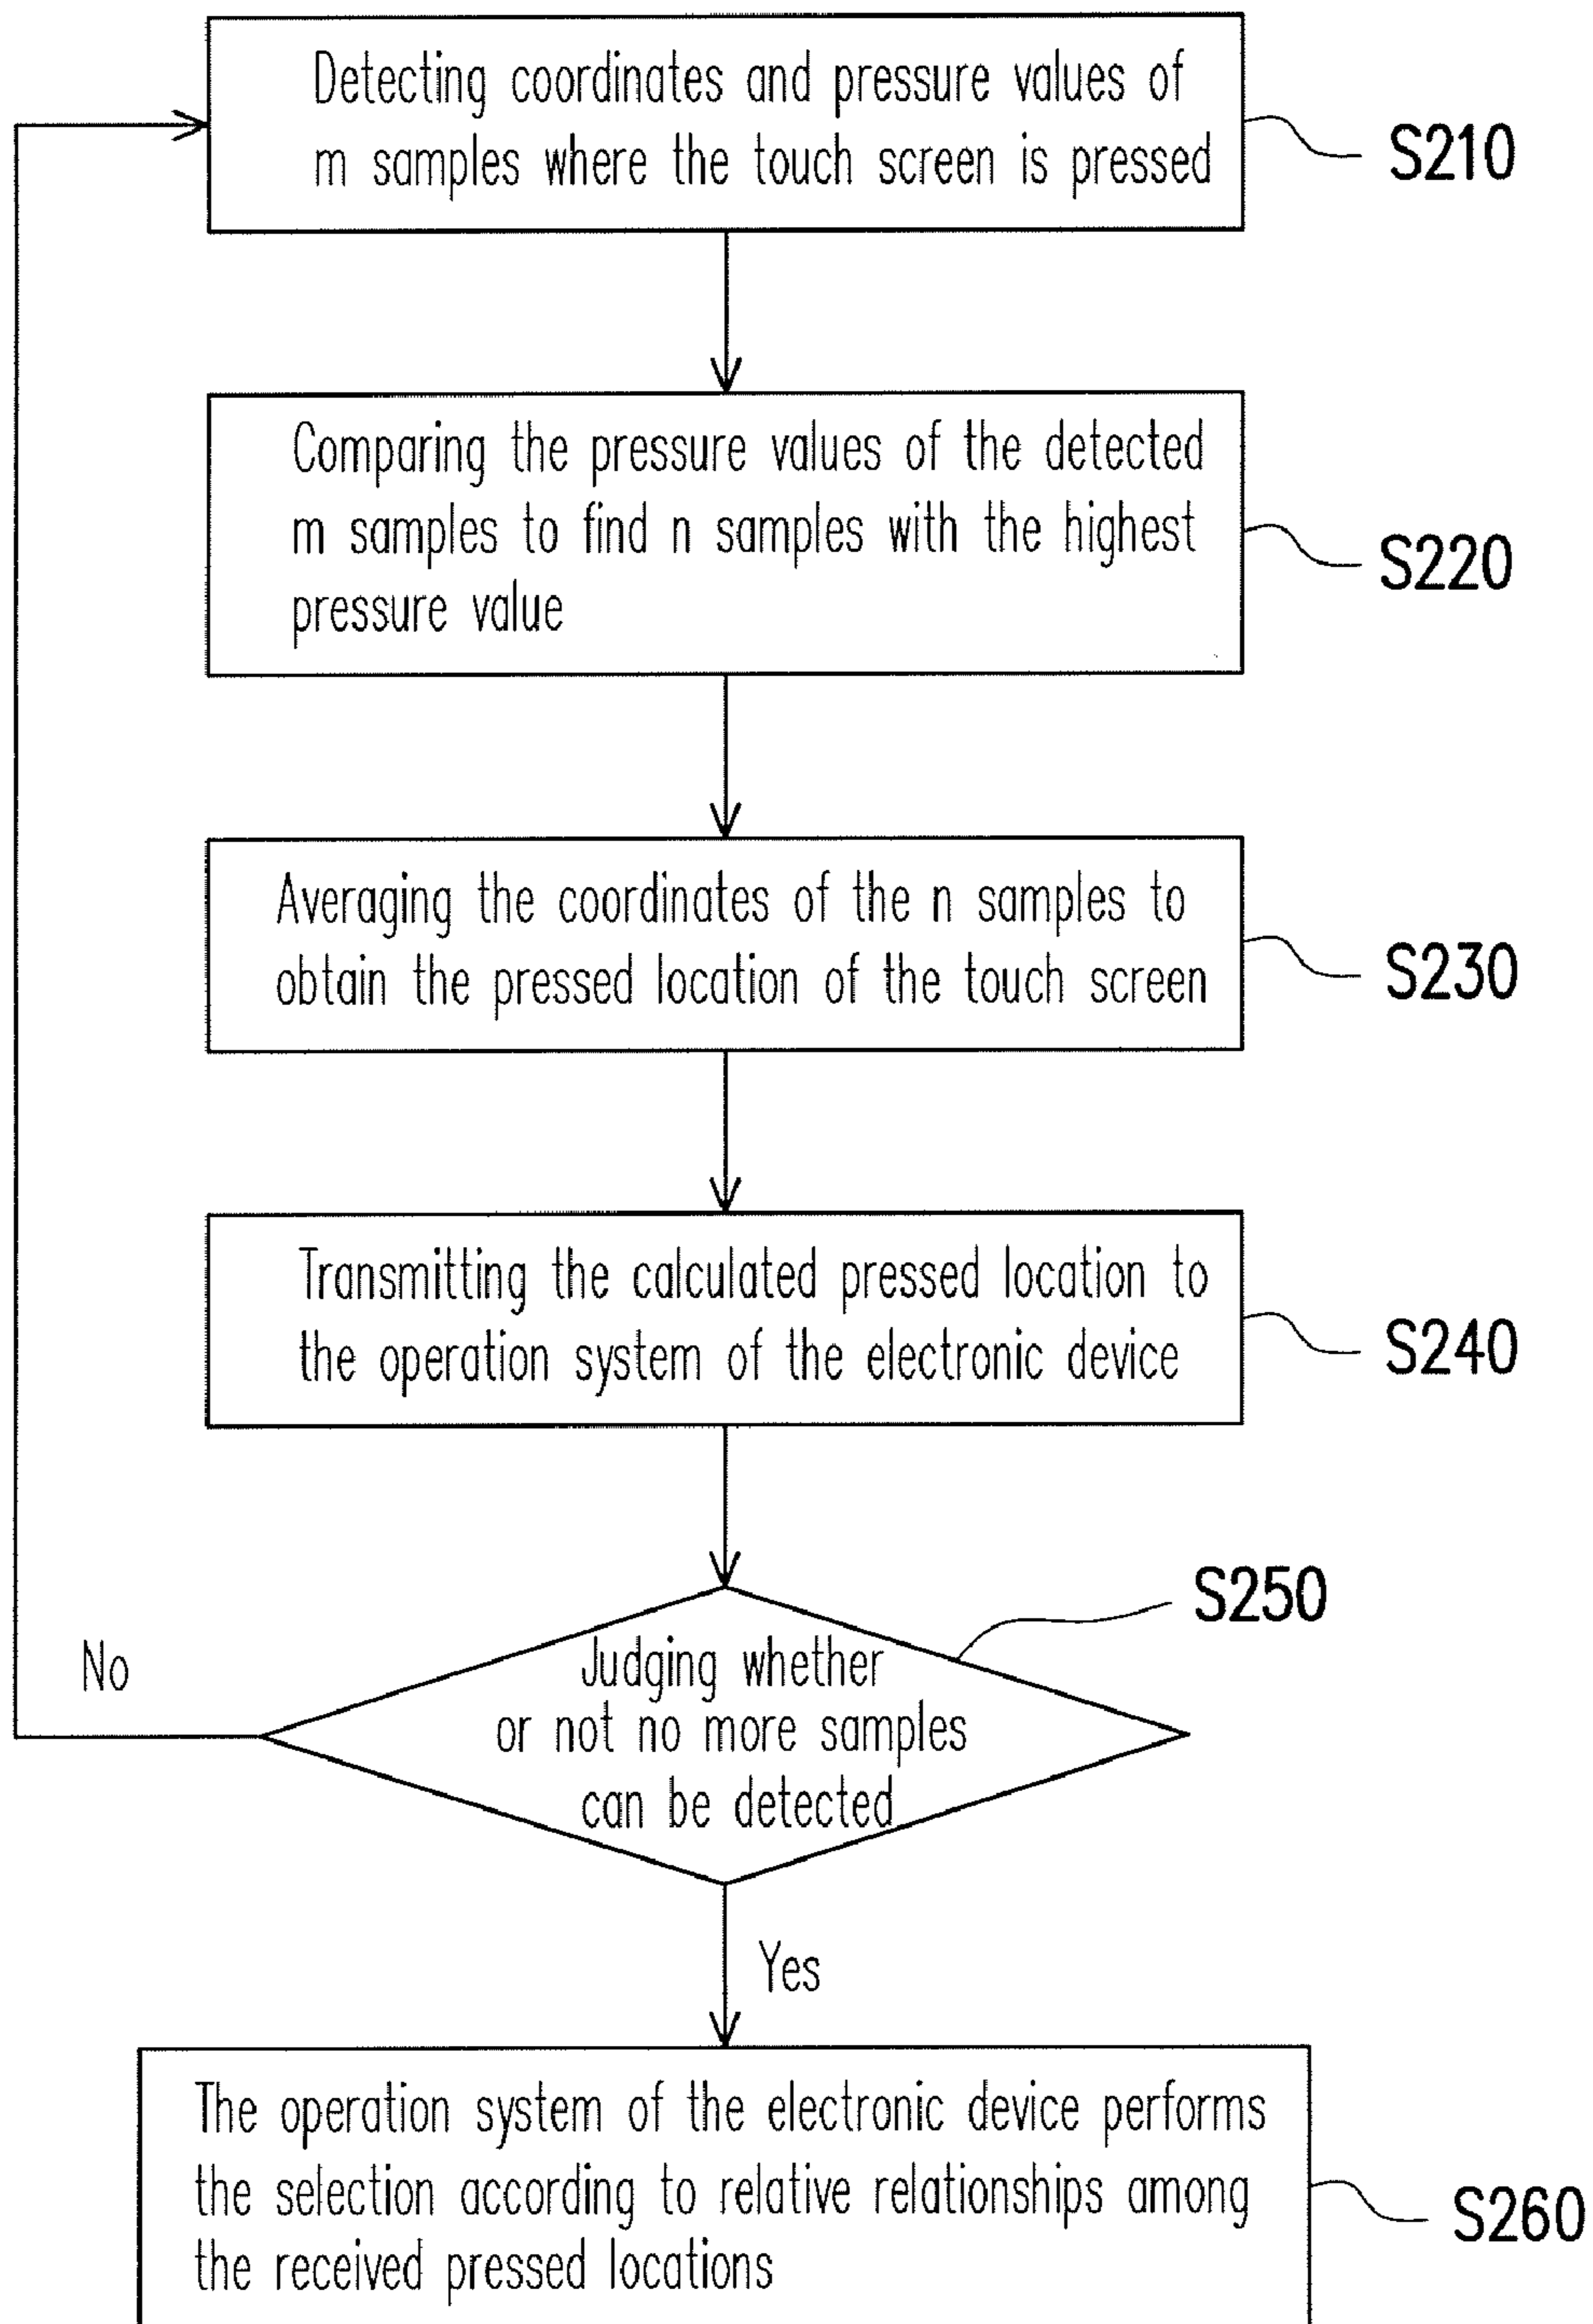 Detecting coordinates and pressure values of
m samples where the touch screen is pressed
S210
Comparing the pressure values of the detected
m samples to find n samples with the highest
pressure value
S220
Averaging the coordinates of the n samples to
obtain the pressed location of the touch screen
S230
Transmitting the calculated pressed location to
the operation system of the electronic device
S240
S250
Judging whether
or not no more samples
can be detected
No
Yes
The operation system of the electronic device performs
the selection according to relative relationships among
the received pressed locations
S260